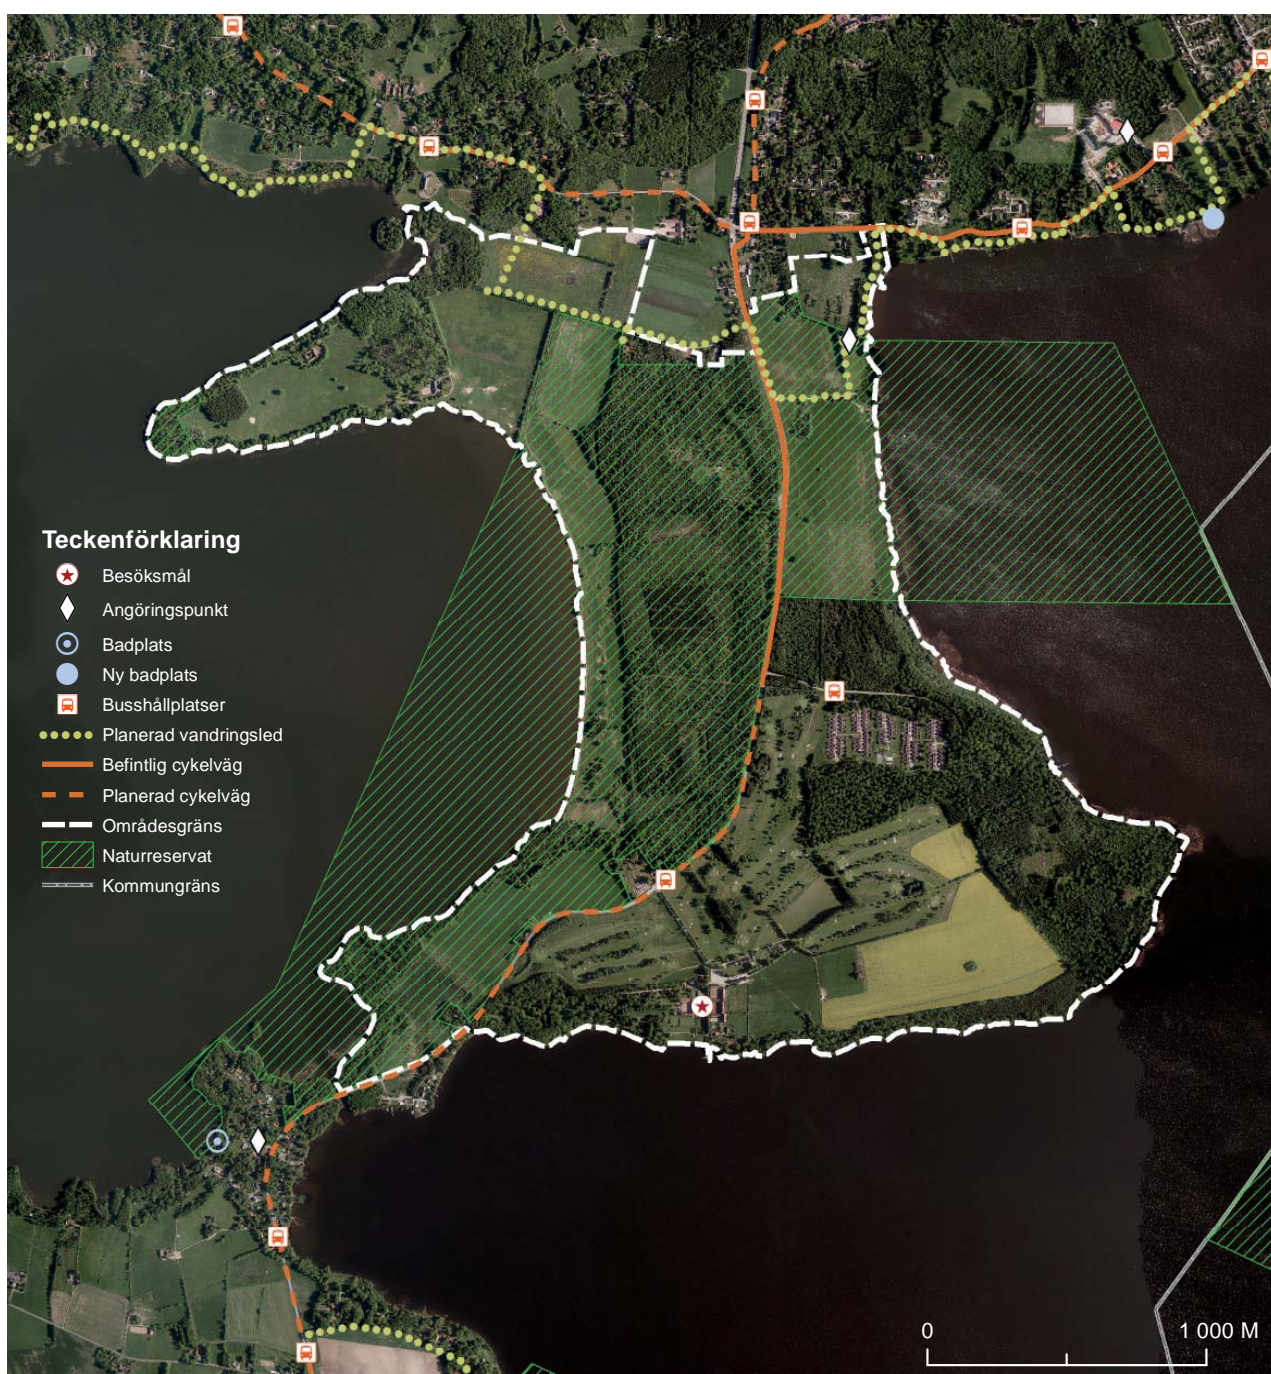 Teckenförklaring
Besöksmål
Angöringspunkt
Badplats
Ny badplats
Busshållplatser
Planerad vandringsled
Befintlig cykelväg
Planerad cykelväg
Områdesgräns
Naturreservat
Kommungräns
0 1 000 M